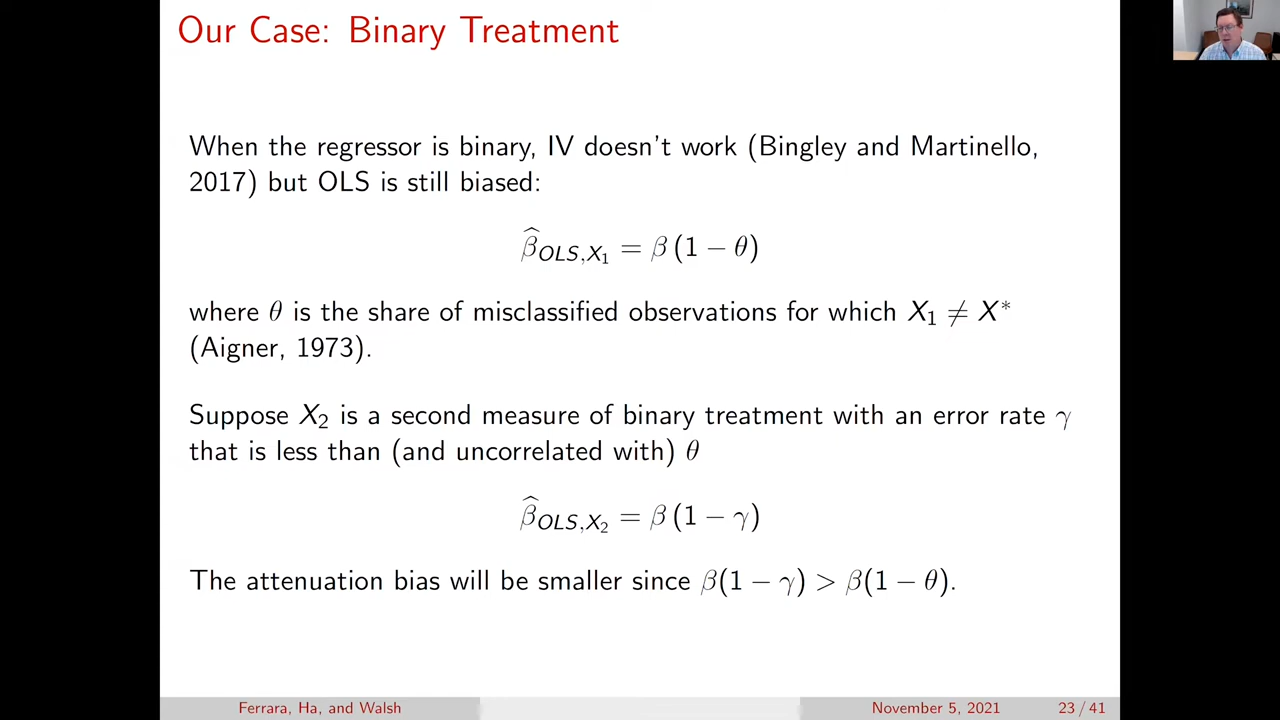 Our Case: Binary Treatment
When the regressor is binary, IV doesn't work (Bingley and Martinello,
2017) but OLS is still biased:
β̂_{OLS,X₁} = β (1 − θ)
where θ is the share of misclassified observations for which X₁ ≠ X*
(Aigner, 1973).
Suppose X₂ is a second measure of binary treatment with an error rate γ
that is less than (and uncorrelated with) θ
β̂_{OLS,X₂} = β (1 − γ)
The attenuation bias will be smaller since β(1 − γ) > β(1 − θ).
Ferrara, Ha, and Walsh November 5, 2021 23 / 41